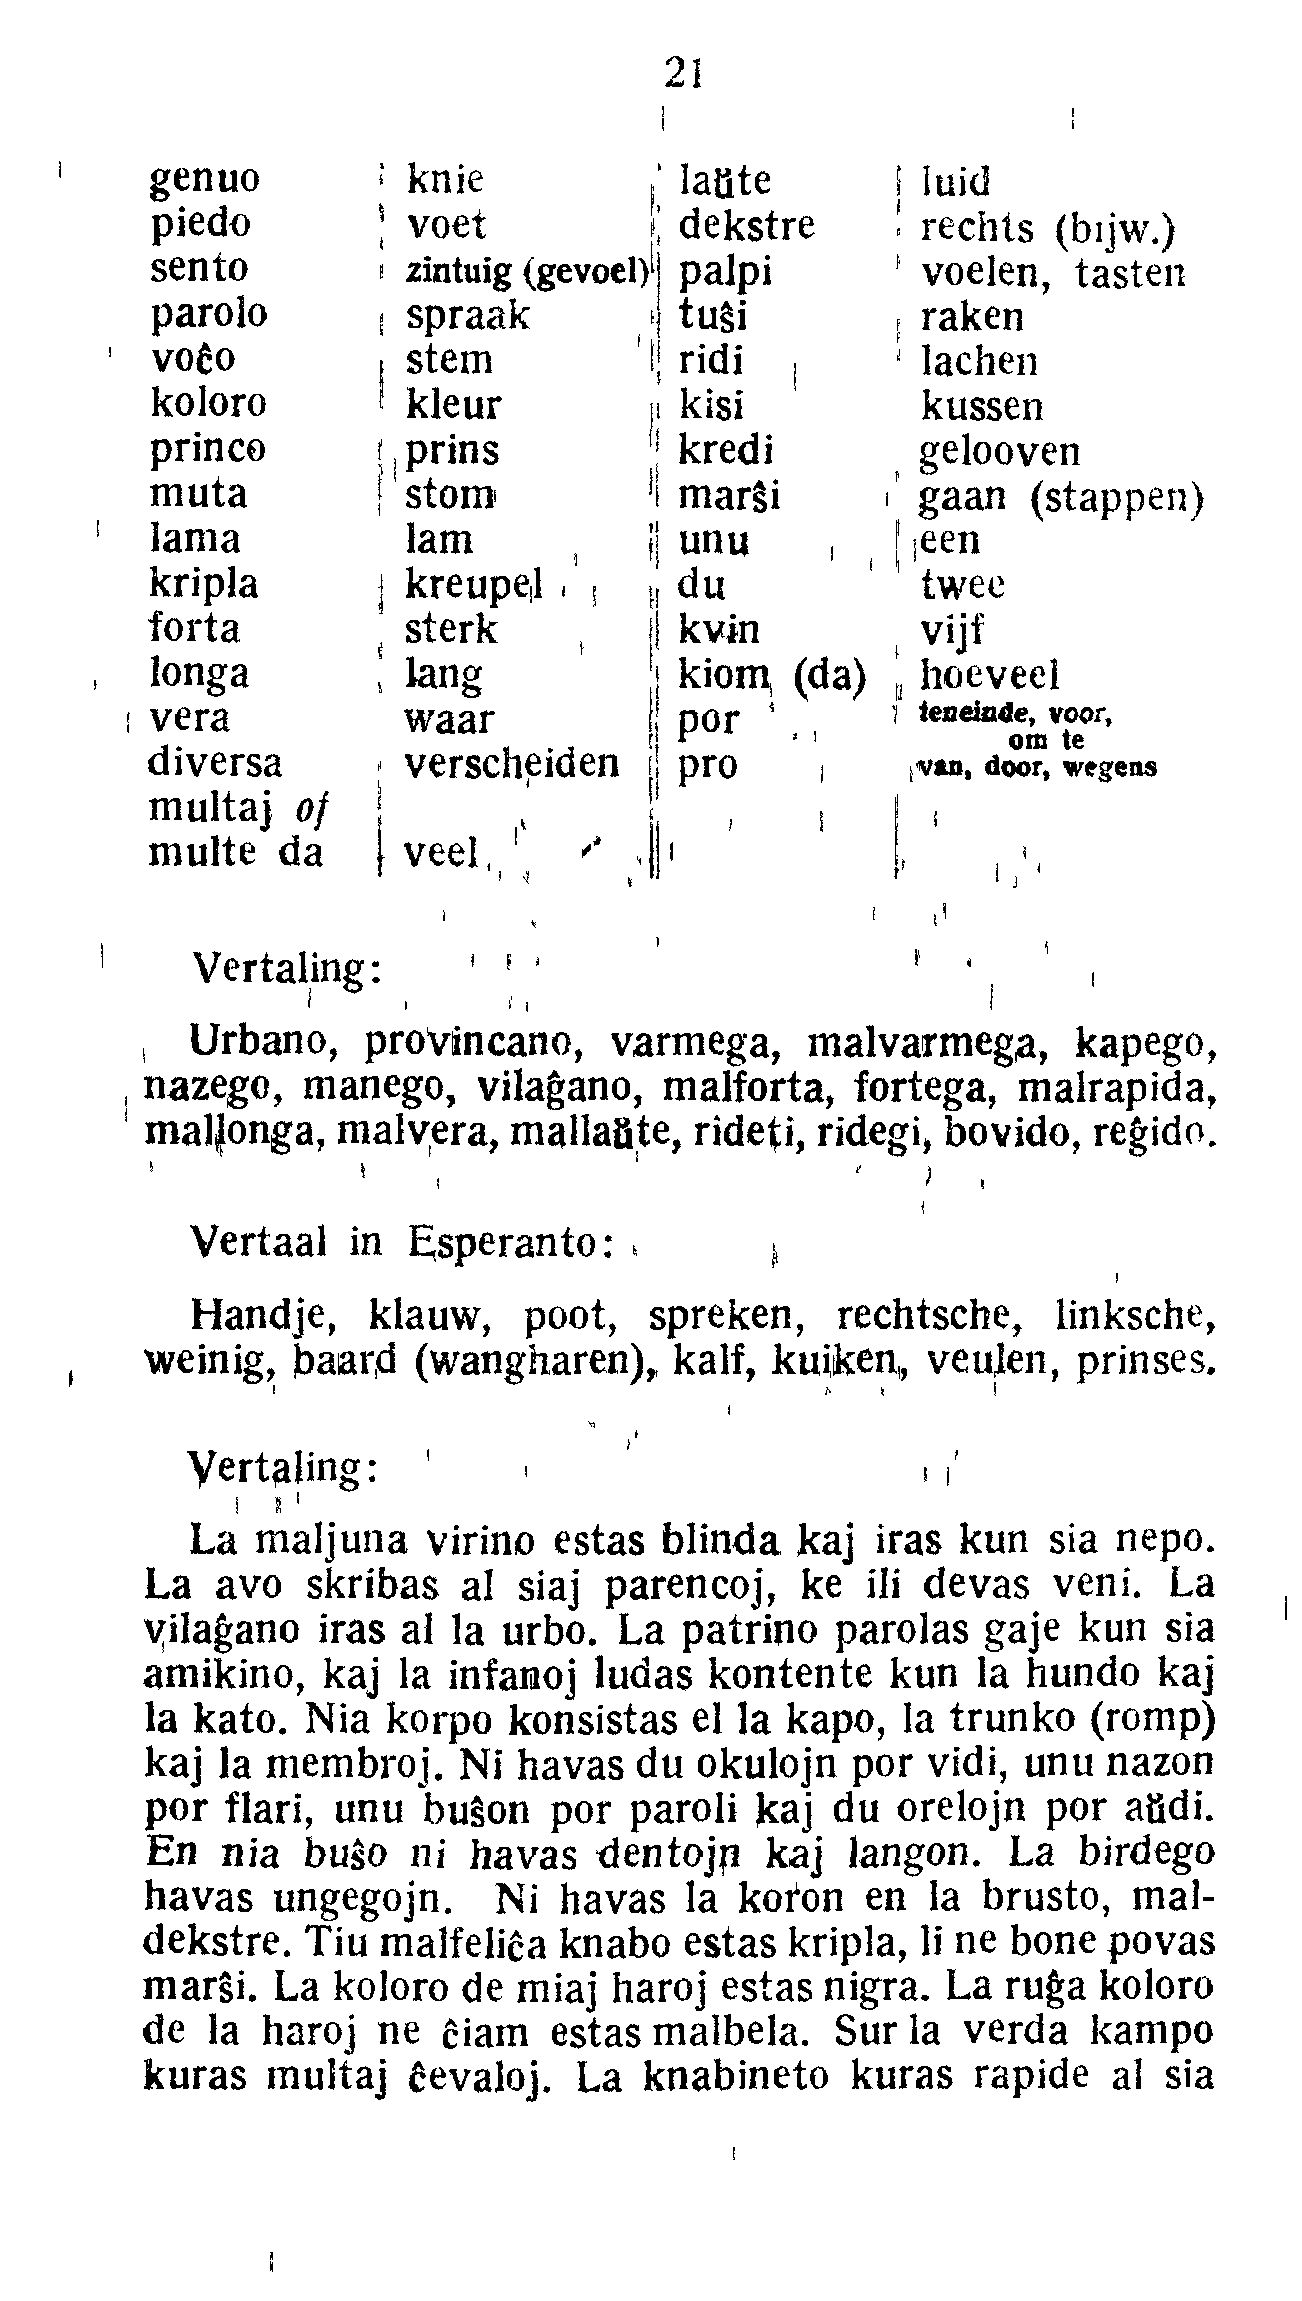 21
genuo knie laŭte luid
piedo voet dekstre rechts (bijw.)
sento zintuig (gevoel) palpi voelen, tasten
parolo spraak tuŝi raken
voĉo stem ridi lachen
koloro kleur kisi kussen
princo prins kredi gelooven
muta stom marŝi gaan (stappen)
lama lam unu een
kripla kreupel du twee
forta sterk kvin vijf
longa lang kiom (da) hoeveel
vera waar por teneinde, voor,
om te
diversa verscheiden pro van, door, wegens
multaj of
multe da veel
Vertaling:
Urbano, provincano, varmega, malvarmega, kapego,
nazego, manego, vilaĝano, malforta, fortega, malrapida,
mallonga, malvera, mallaŭte, rideti, ridegi, bovido, reĝido.
Vertaal in Esperanto:
Handje, klauw, poot, spreken, rechtsche, linksche,
weinig, baard (wangharen), kalf, kuiken, veulen, prinses.
Vertaling:
La maljuna virino estas blinda kaj iras kun sia nepo.
La avo skribas al siaj parencoj, ke ili devas veni. La
vilaĝano iras al la urbo. La patrino parolas gaje kun sia
amikino, kaj la infanoj ludas kontente kun la hundo kaj
la kato. Nia korpo konsistas el la kapo, la trunko (romp)
kaj la membroj. Ni havas du okulojn por vidi, unu nazon
por flari, unu buŝon por paroli kaj du orelojn por aŭdi.
En nia buŝo ni havas dentojn kaj langon. La birdego
havas ungegojn. Ni havas la koron en la brusto, mal-
dekstre. Tiu malfeliĉa knabo estas kripla, li ne bone povas
marŝi. La koloro de miaj haroj estas nigra. La ruĝa koloro
de la haroj ne ĉiam estas malbela. Sur la verda kampo
kuras multaj ĉevaloj. La knabineto kuras rapide al sia